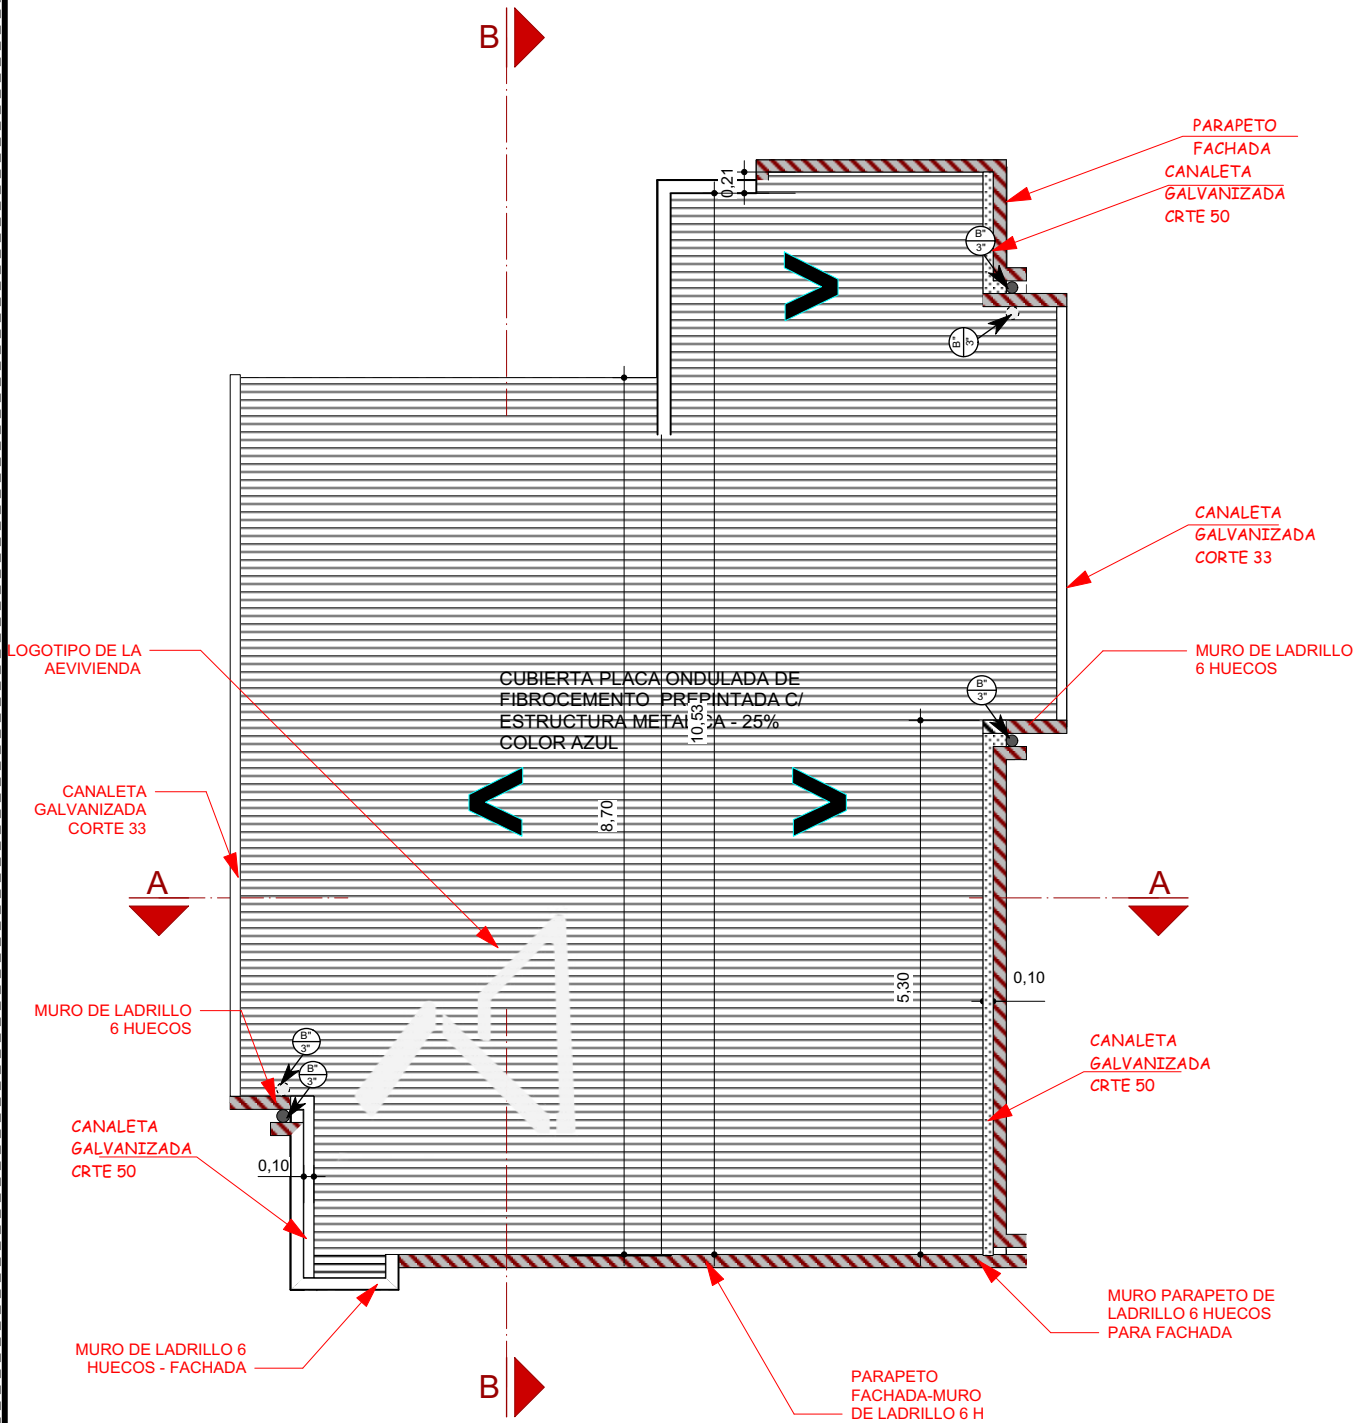 B
PARAPETO
FACHADA
CANALETA
GALVANIZADA
CRTE 50
0,21
B"
3"
B"
3"
CANALETA
GALVANIZADA
CORTE 33
LOGOTIPO DE LA
AEVIVIENDA
MURO DE LADRILLO
6 HUECOS
CUBIERTA PLACA ONDULADA DE
FIBROCEMENTO PREPINTADA C/
ESTRUCTURA METALICA - 25%
COLOR AZUL
10,53
B"
3"
CANALETA
GALVANIZADA
CORTE 33
8,70
A
A
5,30
0,10
MURO DE LADRILLO
6 HUECOS
B"
3"
B"
3"
CANALETA
GALVANIZADA
CRTE 50
CANALETA
GALVANIZADA
CRTE 50
0,10
MURO PARAPETO DE
LADRILLO 6 HUECOS
PARA FACHADA
MURO DE LADRILLO 6
HUECOS - FACHADA
B
PARAPETO
FACHADA-MURO
DE LADRILLO 6 H